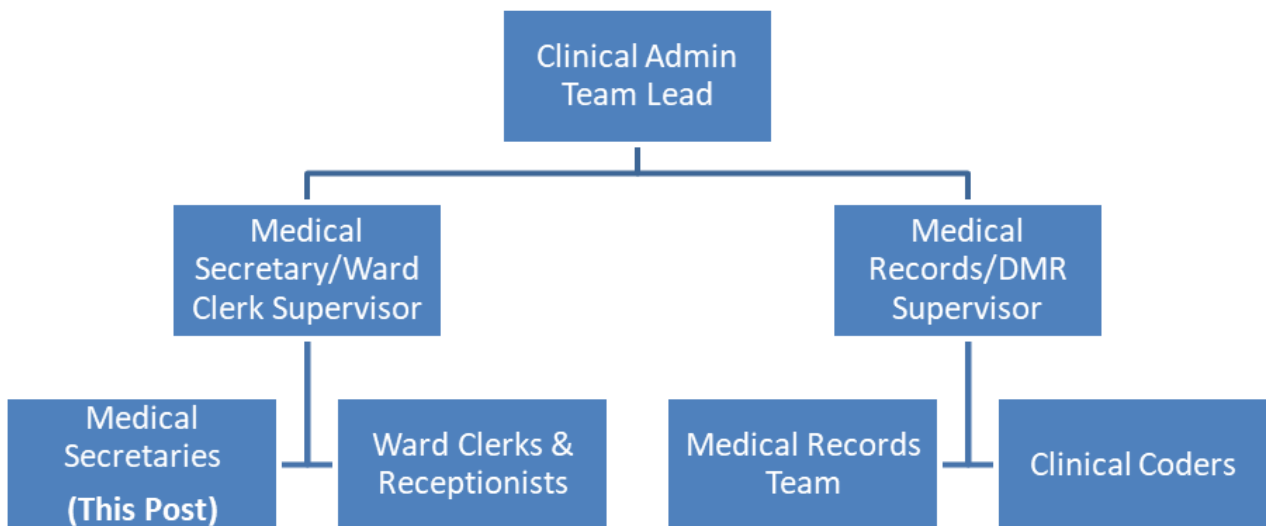 Clinical Admin
Team Lead
Medical
Secretary/Ward
Clerk Supervisor
Medical
Records/DMR
Supervisor
Medical
Secretaries
(This Post)
Ward Clerks &
Receptionists
Medical Records
Team
Clinical Coders